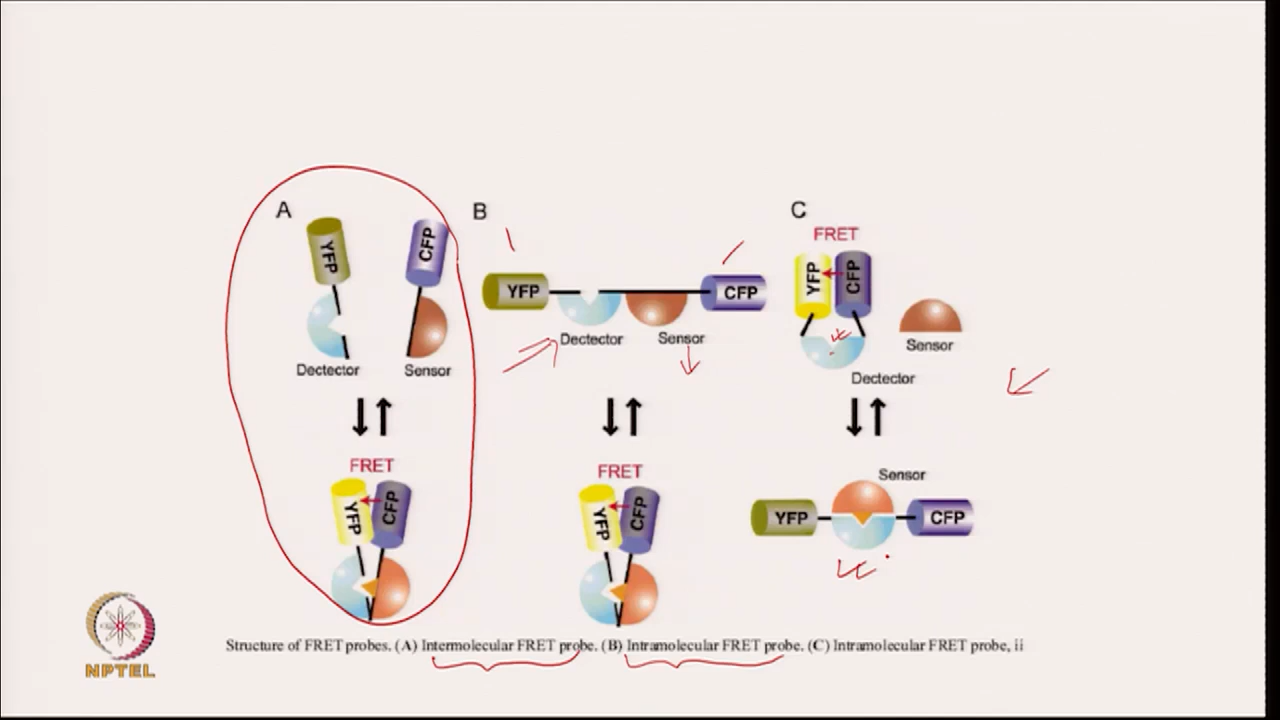 A
YFP
CFP
Dectector
Sensor
FRET
YFP
CFP
B
YFP
CFP
Dectector
Sensor
FRET
YFP
CFP
C
FRET
YFP
CFP
Sensor
Dectector
Sensor
YFP
CFP
Structure of FRET probes. (A) Intermolecular FRET probe. (B) Intramolecular FRET probe. (C) Intramolecular FRET probe, ii
NPTEL